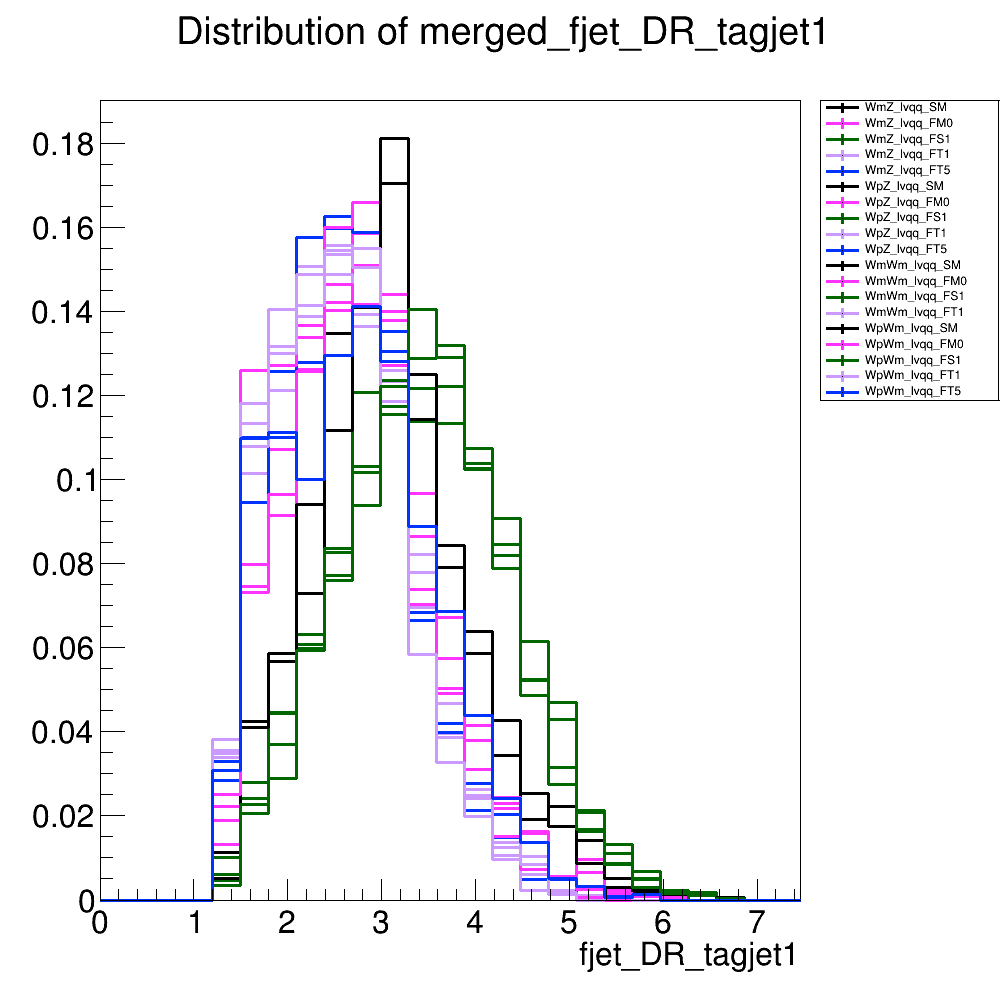 Distribution of merged_fjet_DR_tagjet1
WmZ_lvqq_SM
WmZ_lvqq_FM0
WmZ_lvqq_FS1
WmZ_lvqq_FT1
WmZ_lvqq_FT5
WpZ_lvqq_SM
WpZ_lvqq_FM0
WpZ_lvqq_FS1
WpZ_lvqq_FT1
WpZ_lvqq_FT5
WmWm_lvqq_SM
WmWm_lvqq_FM0
WmWm_lvqq_FS1
WmWm_lvqq_FT1
WpWm_lvqq_SM
WpWm_lvqq_FM0
WpWm_lvqq_FS1
WpWm_lvqq_FT1
WpWm_lvqq_FT5
0.18
0.16
0.14
0.12
0.1
0.08
0.06
0.04
0.02
0
0 1 2 3 4 5 6 7
fjet_DR_tagjet1